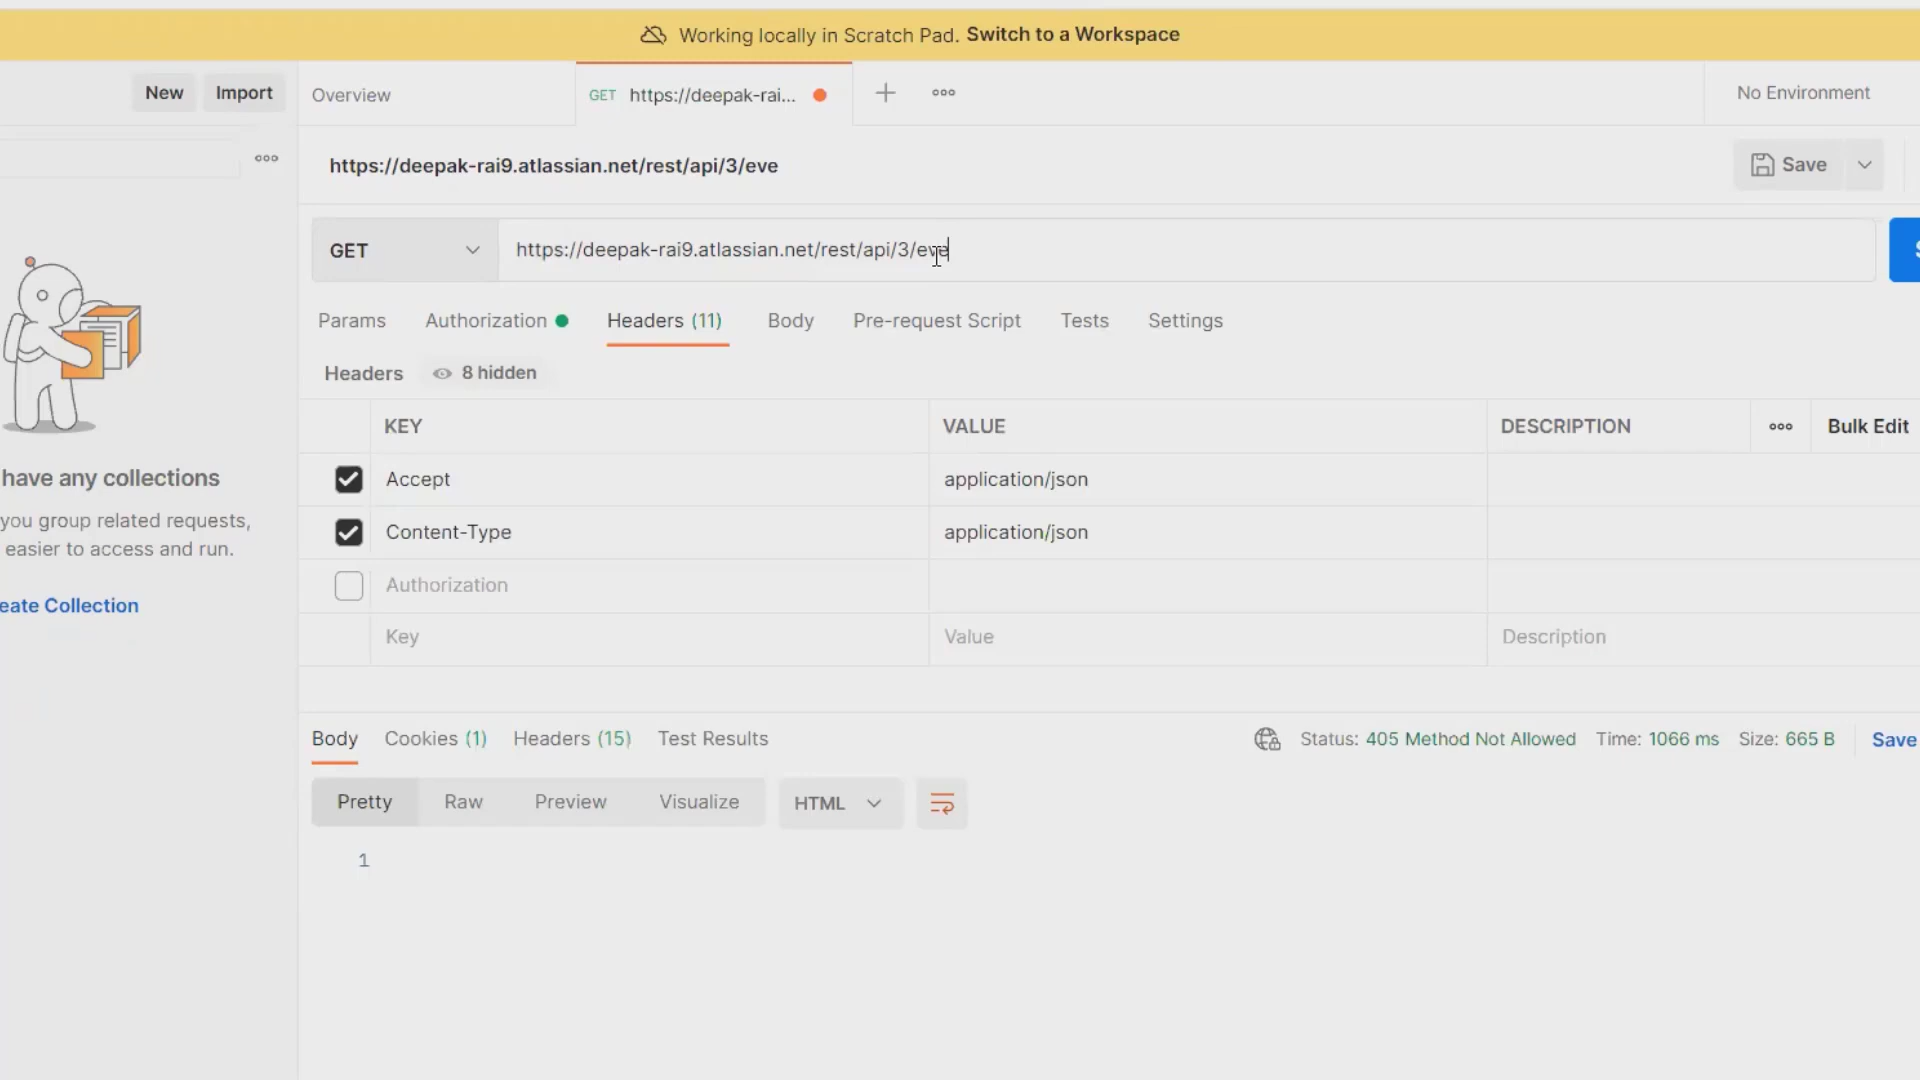 Working locally in Scratch Pad. Switch to a Workspace
New Import
Overview
GET https://deepak-rai...
No Environment
https://deepak-rai9.atlassian.net/rest/api/3/eve
Save
GET
https://deepak-rai9.atlassian.net/rest/api/3/eve
S
Params Authorization Headers (11) Body Pre-request Script Tests Settings
Headers 8 hidden
KEY VALUE DESCRIPTION Bulk Edit
Accept application/json
Content-Type application/json
Authorization
Key Value Description
have any collections
you group related requests,
easier to access and run.
eate Collection
Body Cookies (1) Headers (15) Test Results Status: 405 Method Not Allowed Time: 1066 ms Size: 665 B Save
Pretty Raw Preview Visualize HTML
1